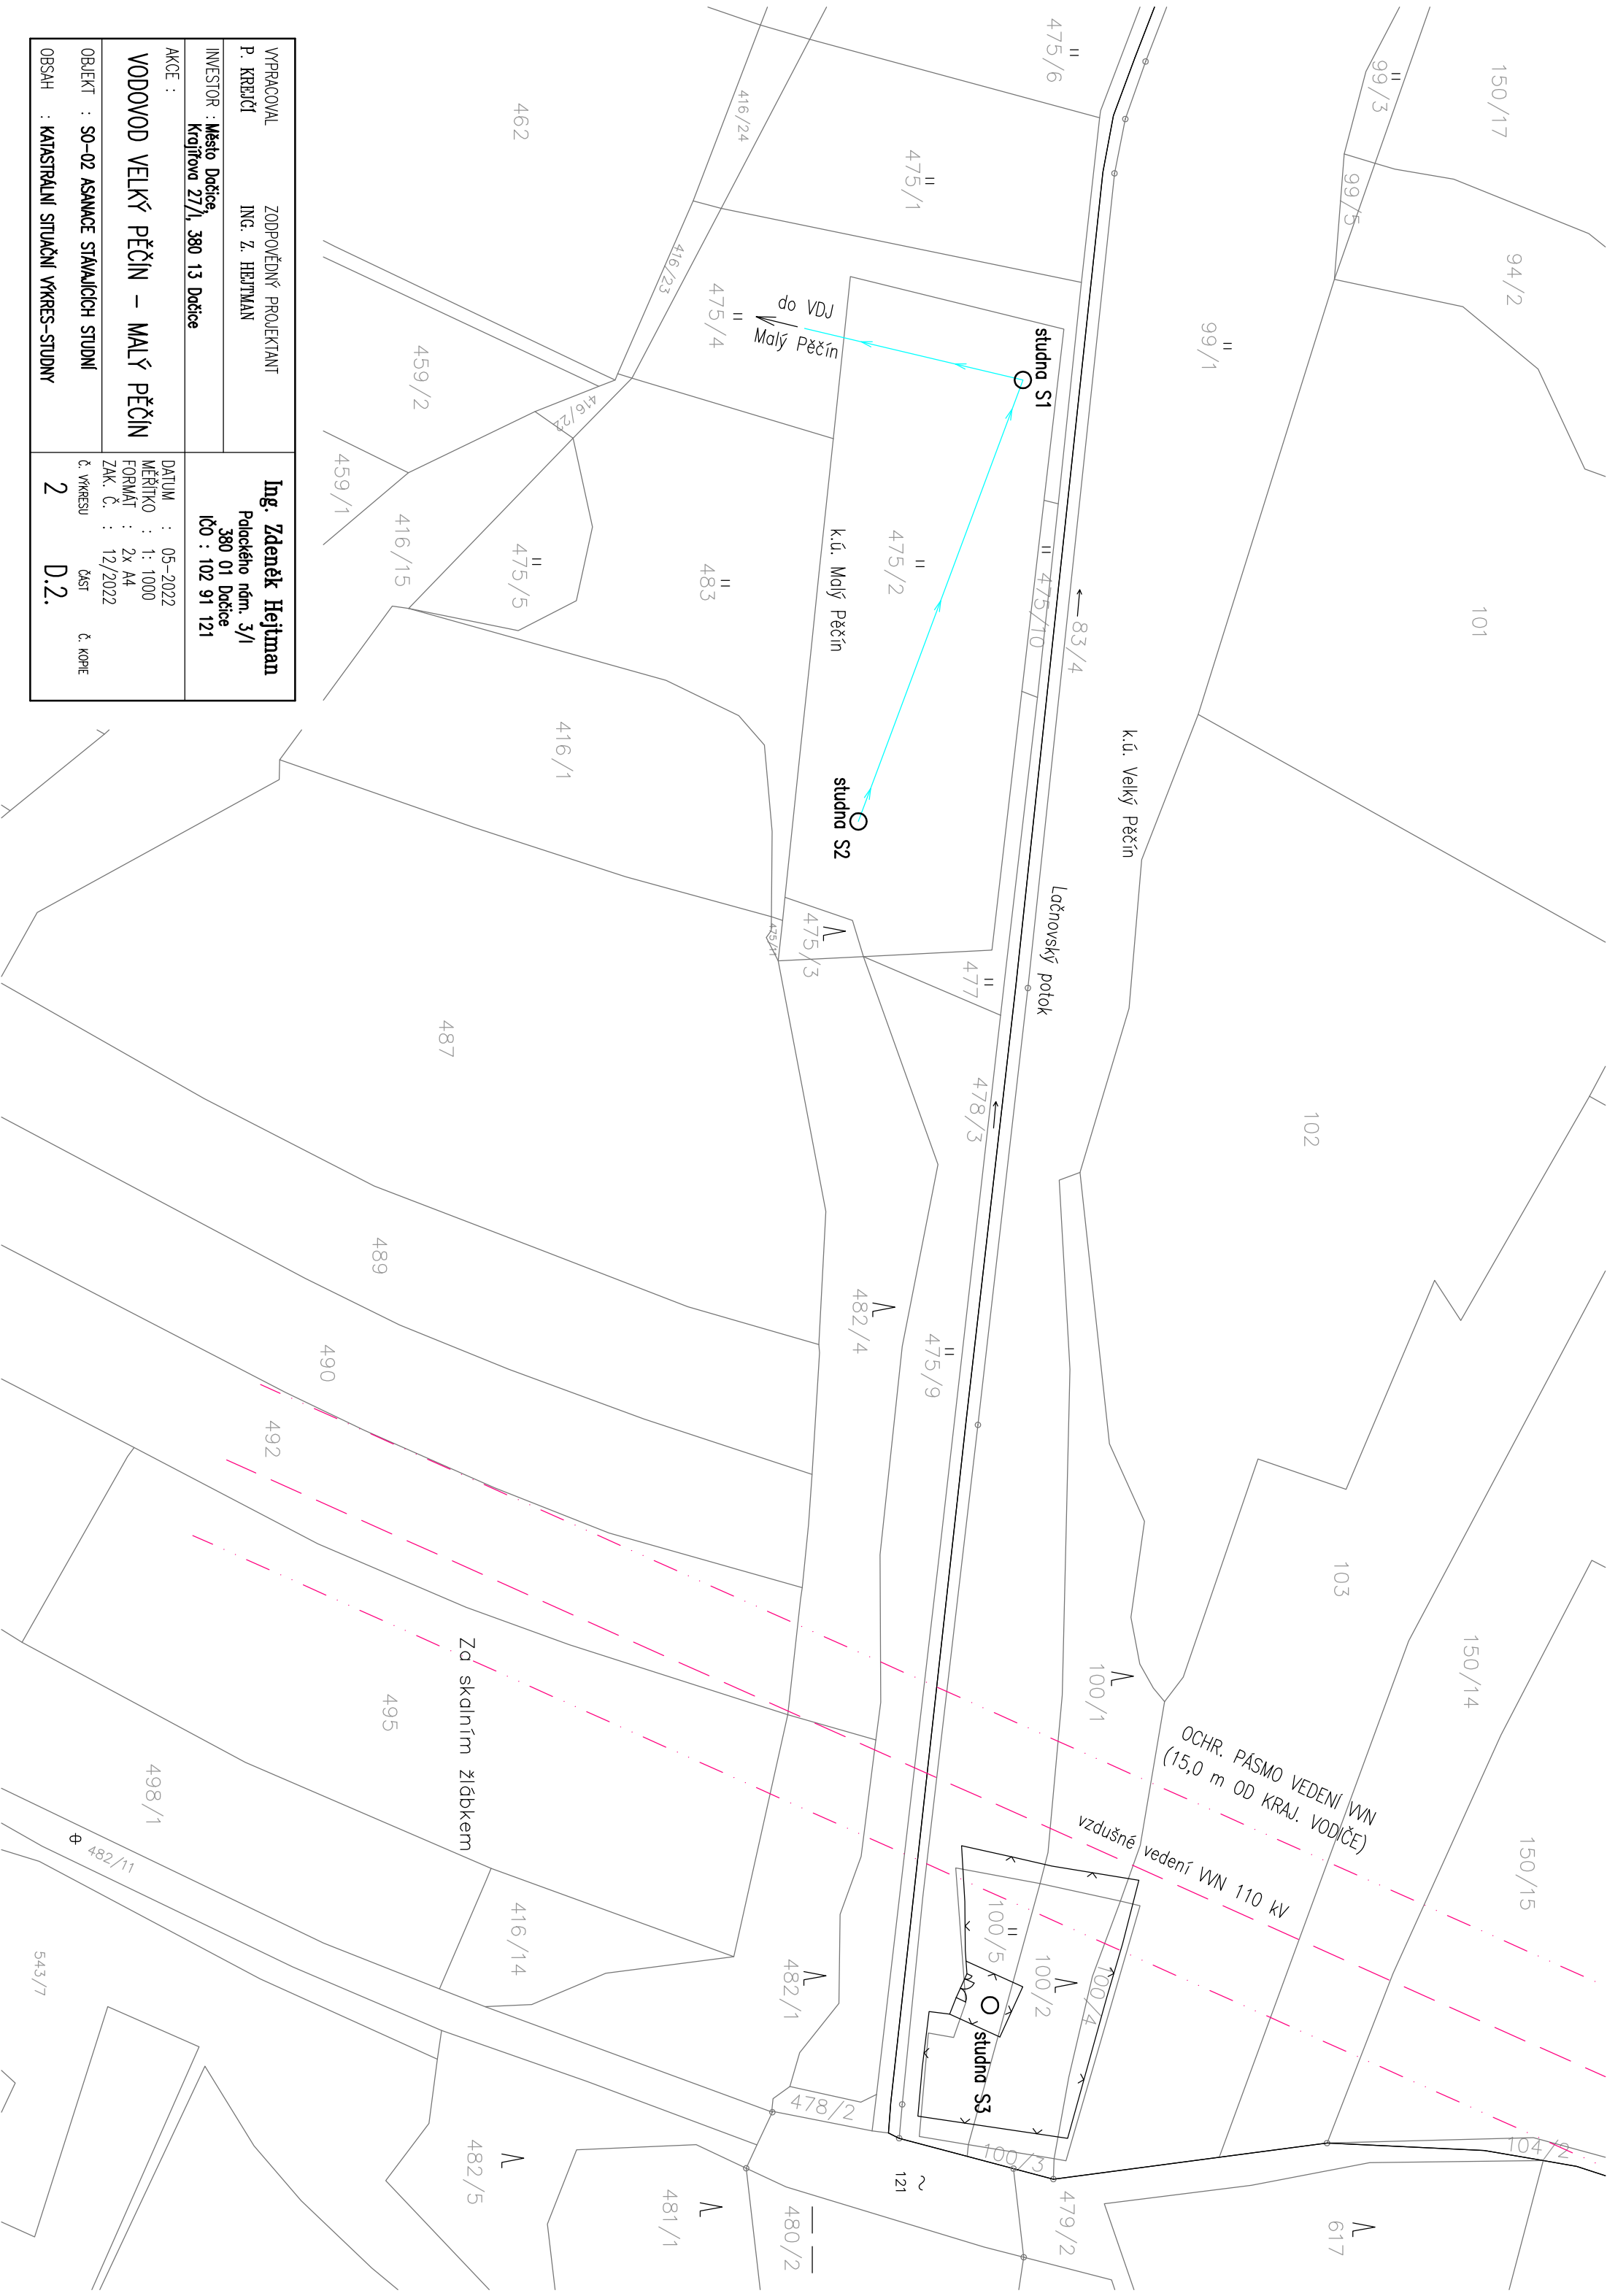 150/17
99/3
99/5
94/2
99/1
101
475/6
475/1
416/24
462
416/23
475/4
do VDJ
Malý Pěčín
studna S1
459/2
416/22
459/1
416/15
475/5
483
k.ú. Malý Pěčín
475/2
475/10
83/4
k.ú. Velký Pěčín
416/1
studna S2
475/11
475/3
477
Lačnovský potok
478/3
102
487
489
482/4
475/9
490
492
103
100/1
150/14
OCHR. PÁSMO VEDENÍ VVN
(15,0 m OD KRAJ. VODIČE)
vzdušné vedení VVN 110 kV
150/15
Za skalním žlábkem
495
498/1
482/11
416/14
482/1
100/5
100/2
100/4
studna S3
478/2
100/3
104/2
543/7
482/5
481/1
480/2
121
479/2
617
VYPRACOVAL
ZODPOVĚDNÝ PROJEKTANT
P. KREJČÍ
ING. Z. HEJTMAN
INVESTOR : Město Dačice,
Krajířova 27/I, 380 13 Dačice
AKCE :
VODOVOD VELKÝ PĚČÍN – MALÝ PĚČÍN
OBJEKT : SO-02 ASANACE STÁVAJÍCÍCH STUDNÍ
OBSAH : KATASTRÁLNÍ SITUAČNÍ VÝKRES-STUDNY
Ing. Zdeněk Hejtman
Palackého nám. 3/I
380 01 Dačice
IČO : 102 91 121
DATUM : 05-2022
MĚŘÍTKO : 1: 1000
FORMÁT : 2x A4
ZAK. Č. : 12/2022
Č. VÝKRESU ČÁST Č. KOPIE
2 D.2.